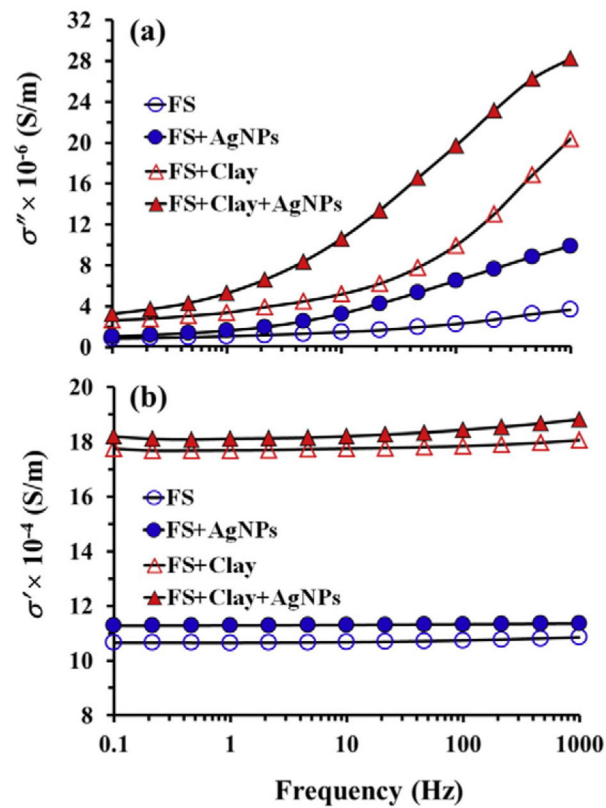 (a)
28
24
20
16
12
8
4
0
σ″ × 10⁻⁶ (S/m)
FS
FS+AgNPs
FS+Clay
FS+Clay+AgNPs
(b)
20
18
16
14
12
10
8
σ′ × 10⁻⁴ (S/m)
FS
FS+AgNPs
FS+Clay
FS+Clay+AgNPs
0.1 1 10 100 1000
Frequency (Hz)